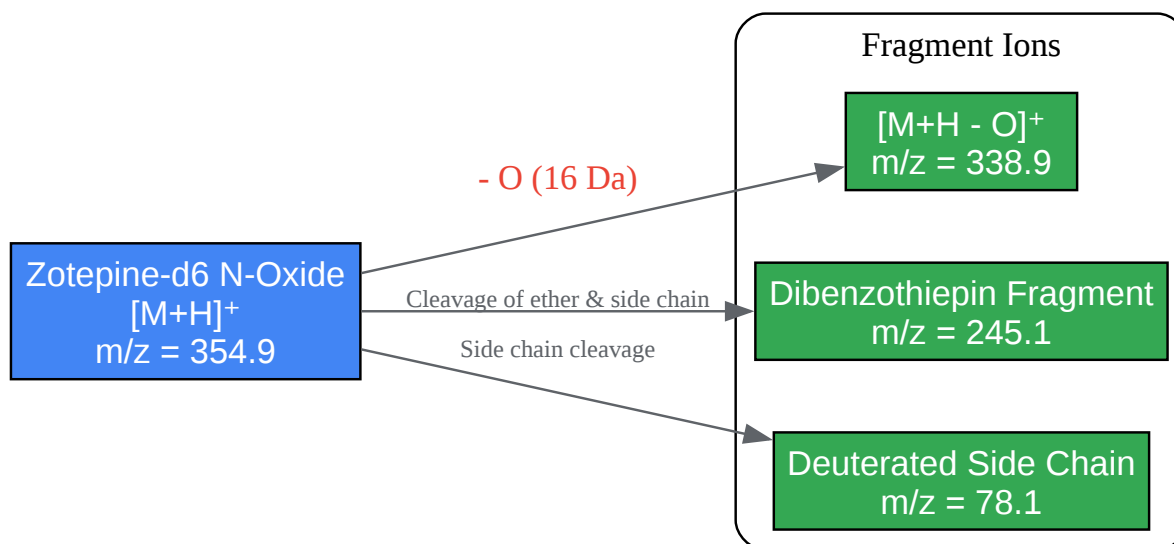 Fragment Ions
[M+H - O]⁺
m/z = 338.9
- O (16 Da)
Zotepine-d6 N-Oxide
[M+H]⁺
m/z = 354.9
Cleavage of ether & side chain
Dibenzothiepin Fragment
m/z = 245.1
Side chain cleavage
Deuterated Side Chain
m/z = 78.1